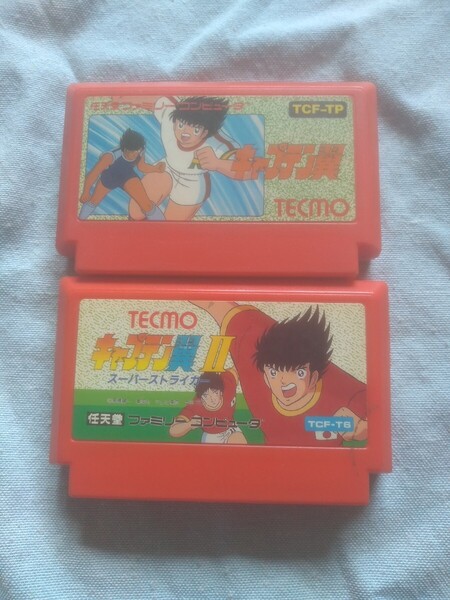 任天堂ファミリーコンピュータ
TCF-TP
キャプテン翼
TECMO
TECMO
キャプテン翼II
スーパーストライカー
任天堂 ファミリーコンピュータ
TCF-T6